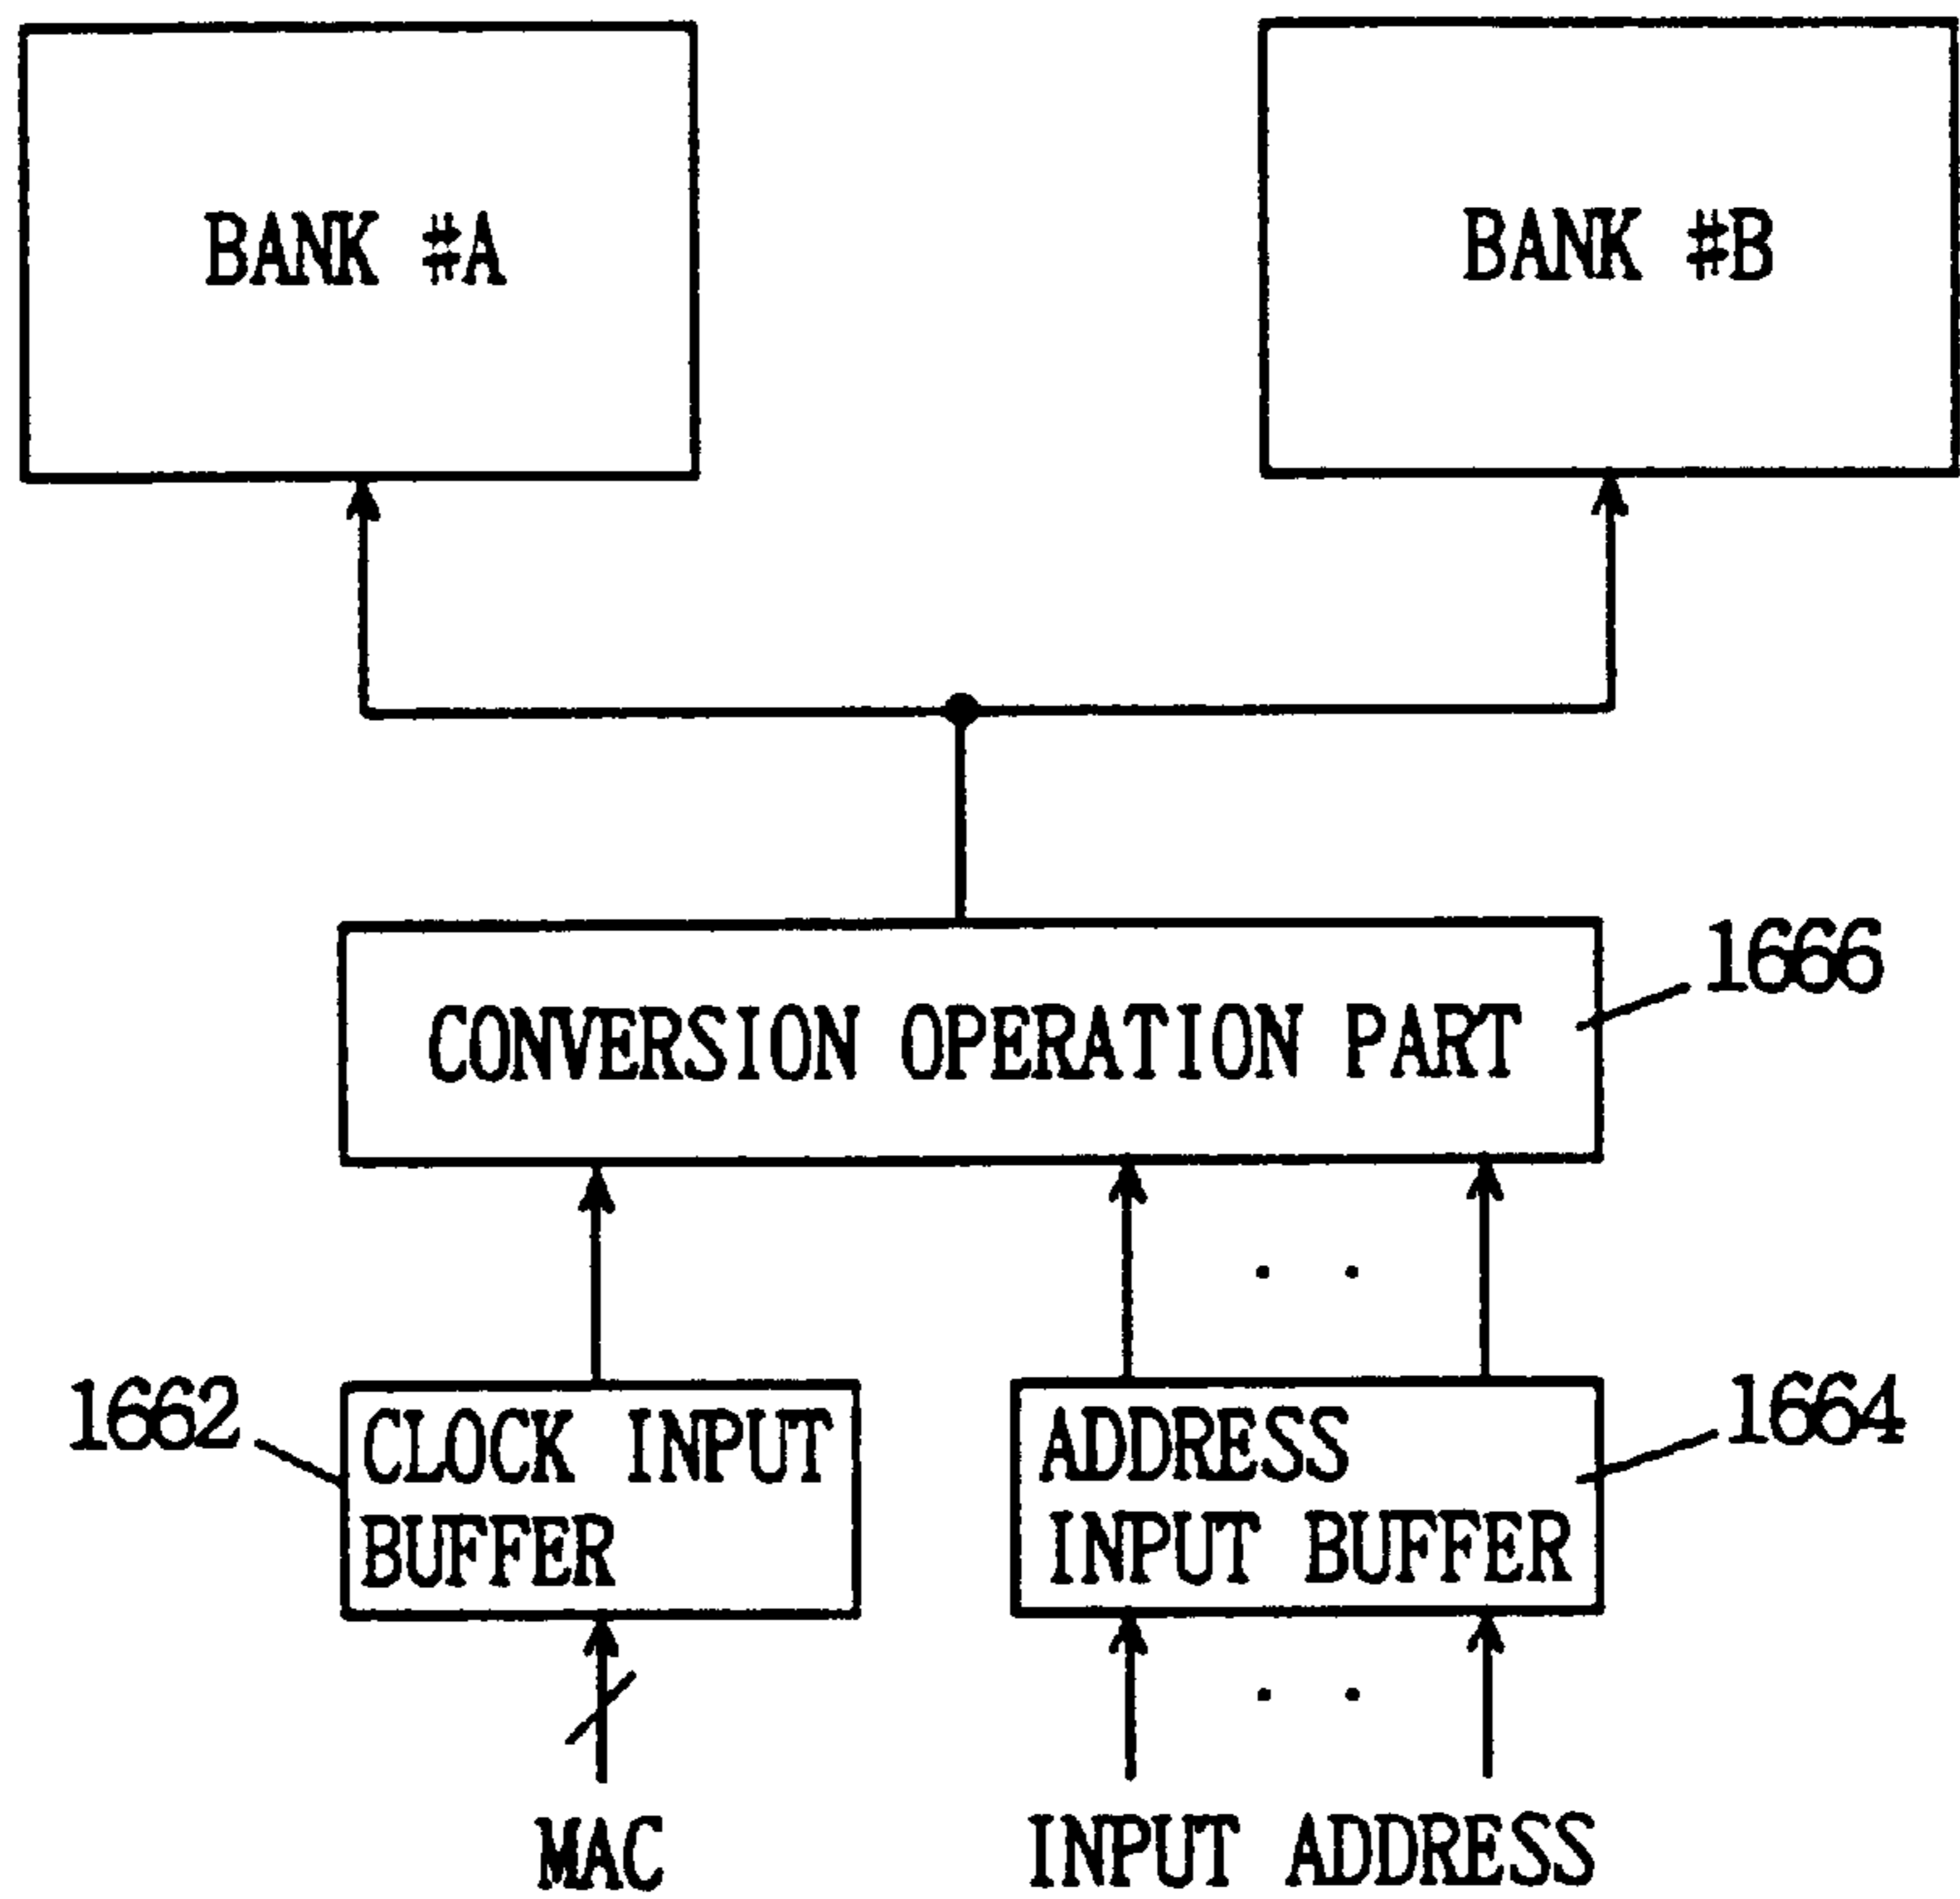 BANK #A
BANK #B
CONVERSION OPERATION PART
1666
1662
CLOCK INPUT
BUFFER
ADDRESS
INPUT BUFFER
1664
MAC
INPUT ADDRESS